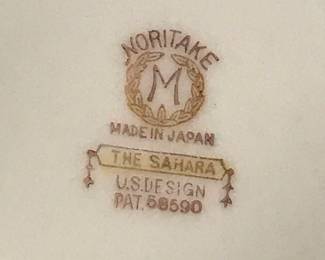 NORITAKE
M
MADE IN JAPAN
THE SAHARA
U.S. DESIGN
PAT. 58590